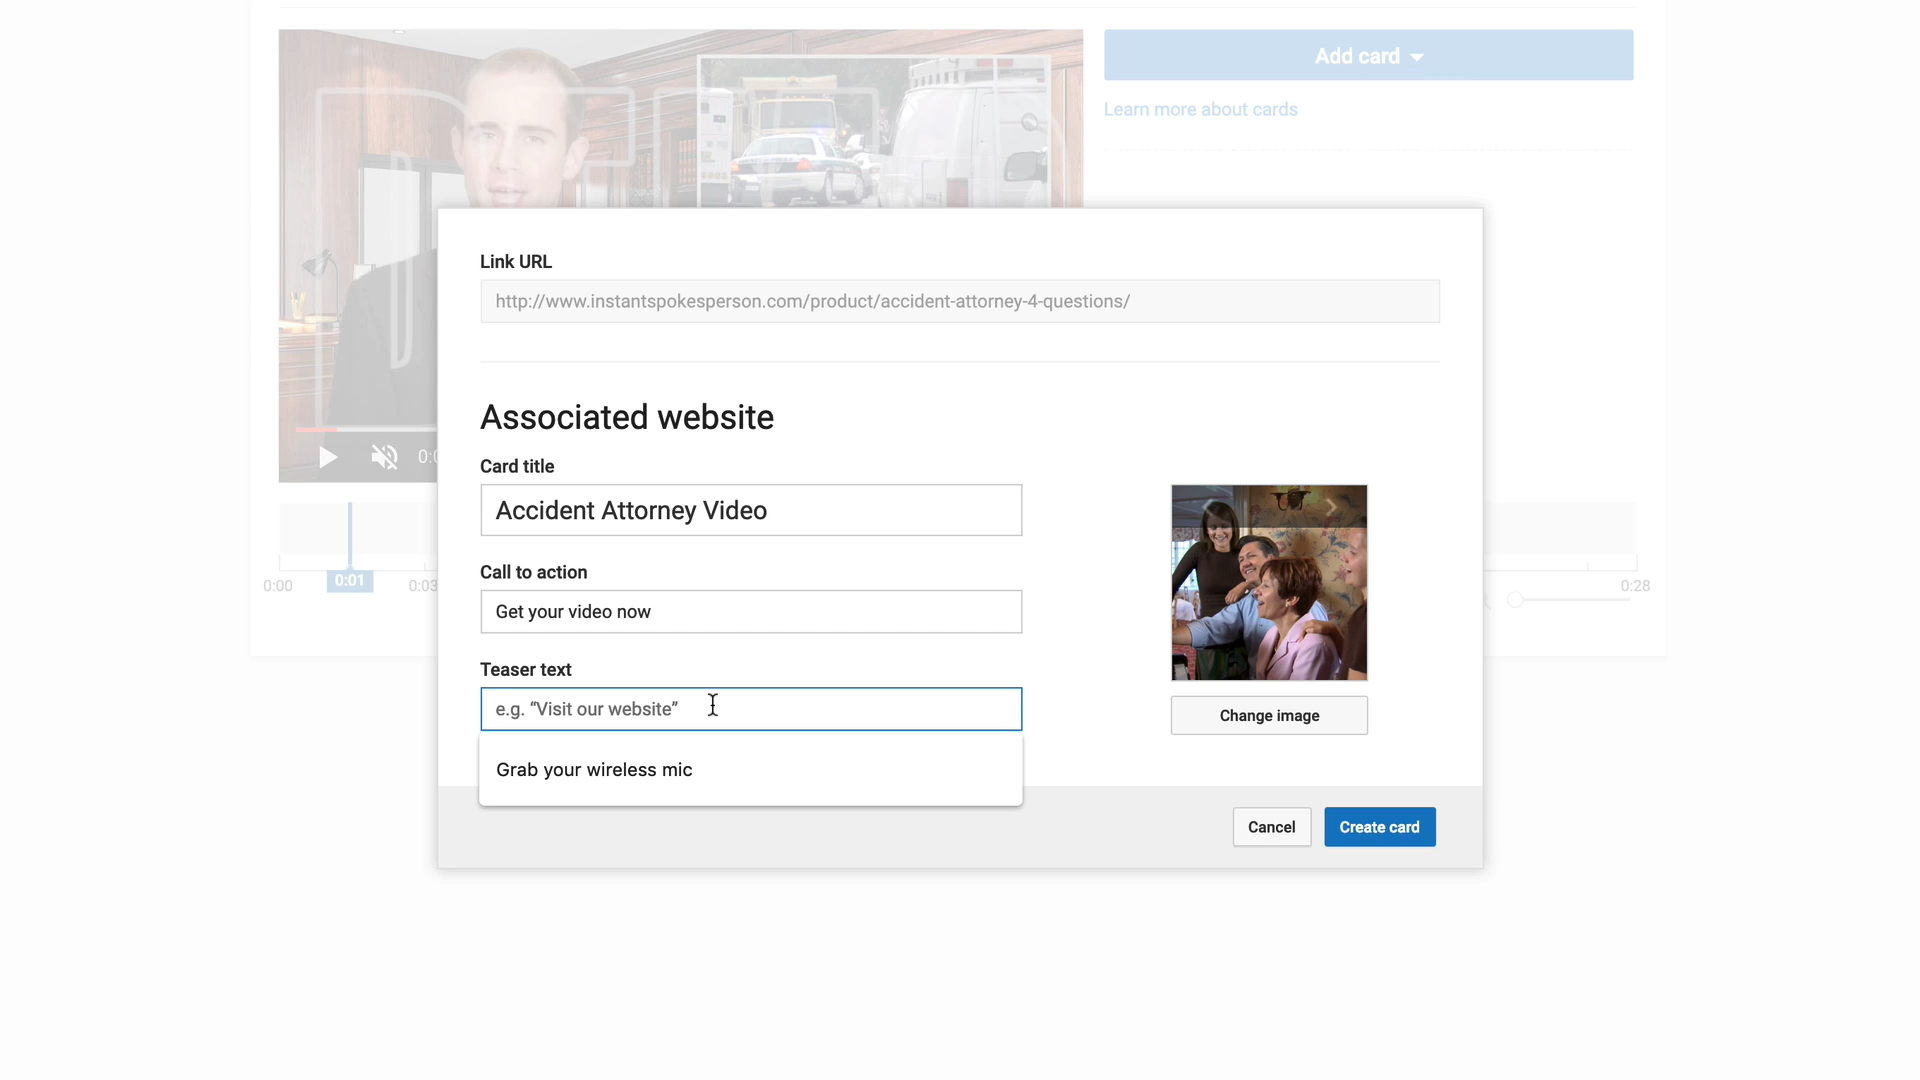 Add card
Learn more about cards
Link URL
http://www.instantspokesperson.com/product/accident-attorney-4-questions/
Associated website
Card title
Accident Attorney Video
Call to action
Get your video now
Teaser text
e.g. “Visit our website”
Grab your wireless mic
Change image
Cancel
Create card
0:00
0:01
0:03
0:28